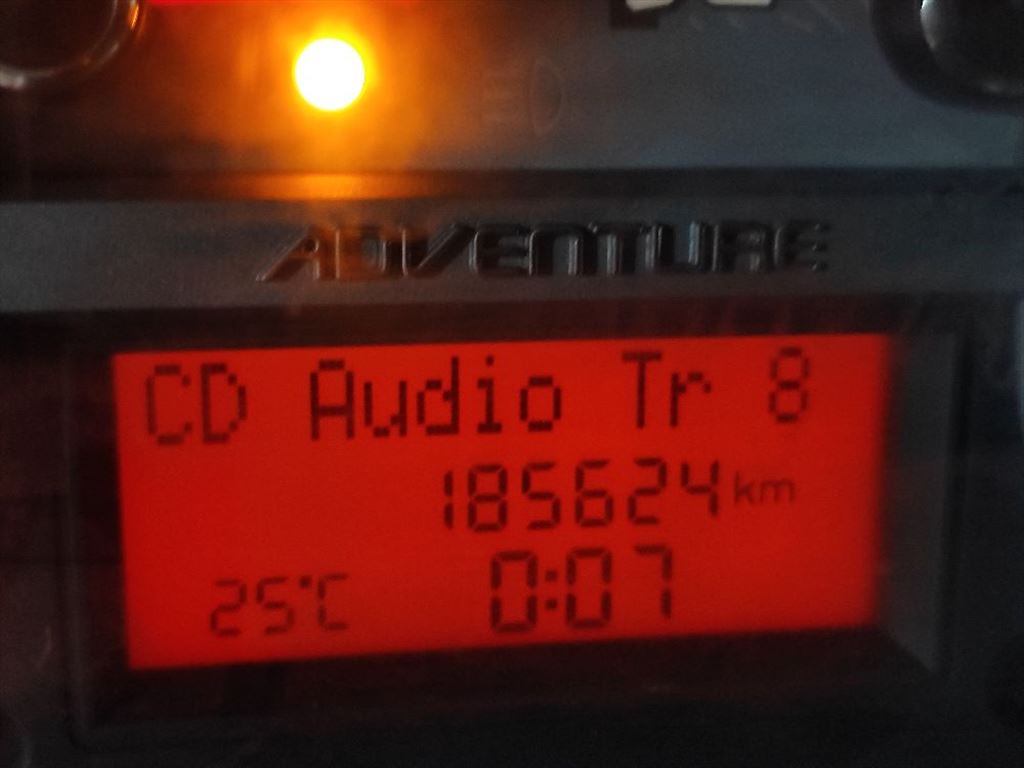 ADVENTURE
CD Audio Tr 8
185624 km
25°C 0:07